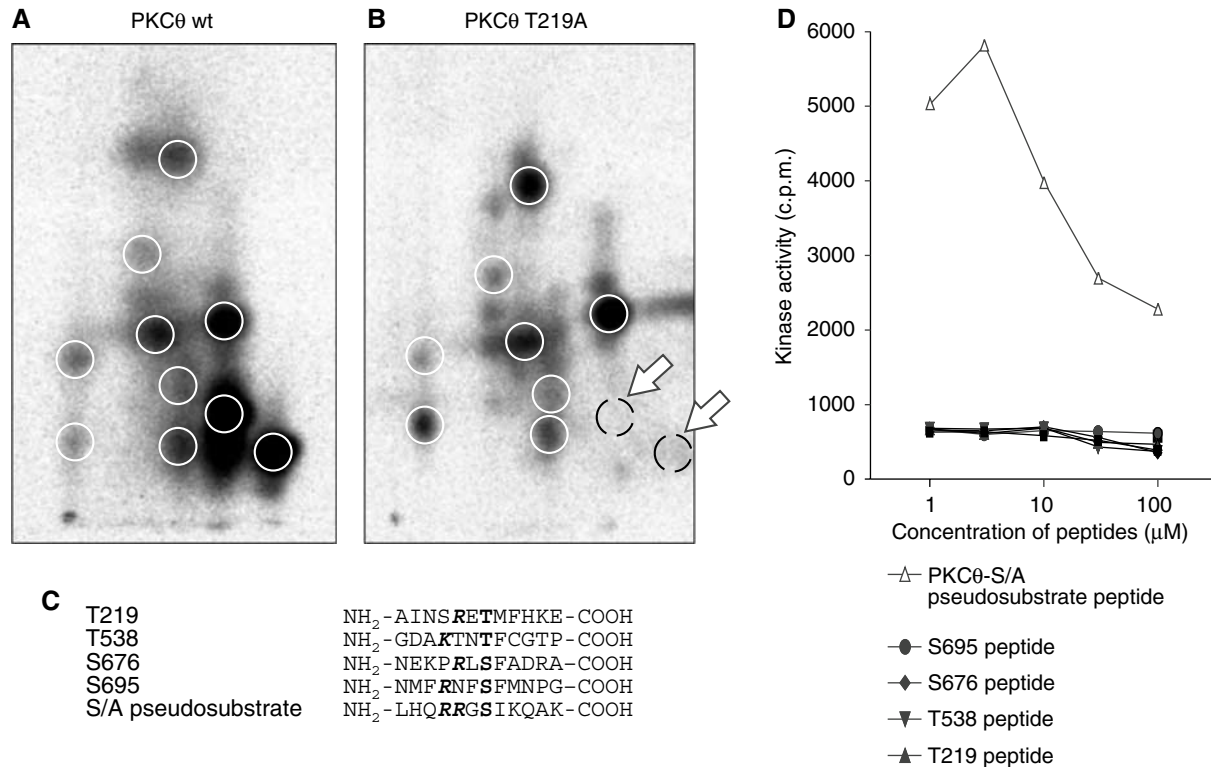 A PKCθ wt
B PKCθ T219A
C
T219 NH2-AINSRETMFHKE-COOH
T538 NH2-GDAKTNTFCGTP-COOH
S676 NH2-NEKPRLSFADRA-COOH
S695 NH2-NMFRNFSFMNPG-COOH
S/A pseudosubstrate NH2-LHQRRGSIKQAK-COOH
D
Kinase activity (c.p.m.)
6000
5000
4000
3000
2000
1000
0
1 10 100
Concentration of peptides (μM)
PKCθ-S/A
pseudosubstrate peptide
S695 peptide
S676 peptide
T538 peptide
T219 peptide